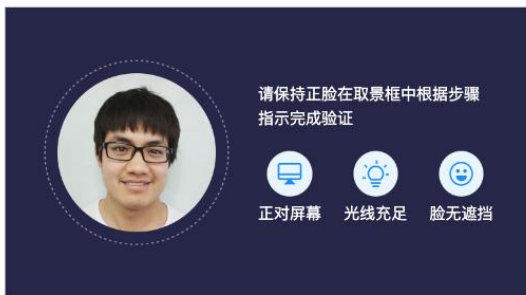 请保持正脸在取景框中根据步骤
指示完成验证
正对屏幕 光线充足 脸无遮挡